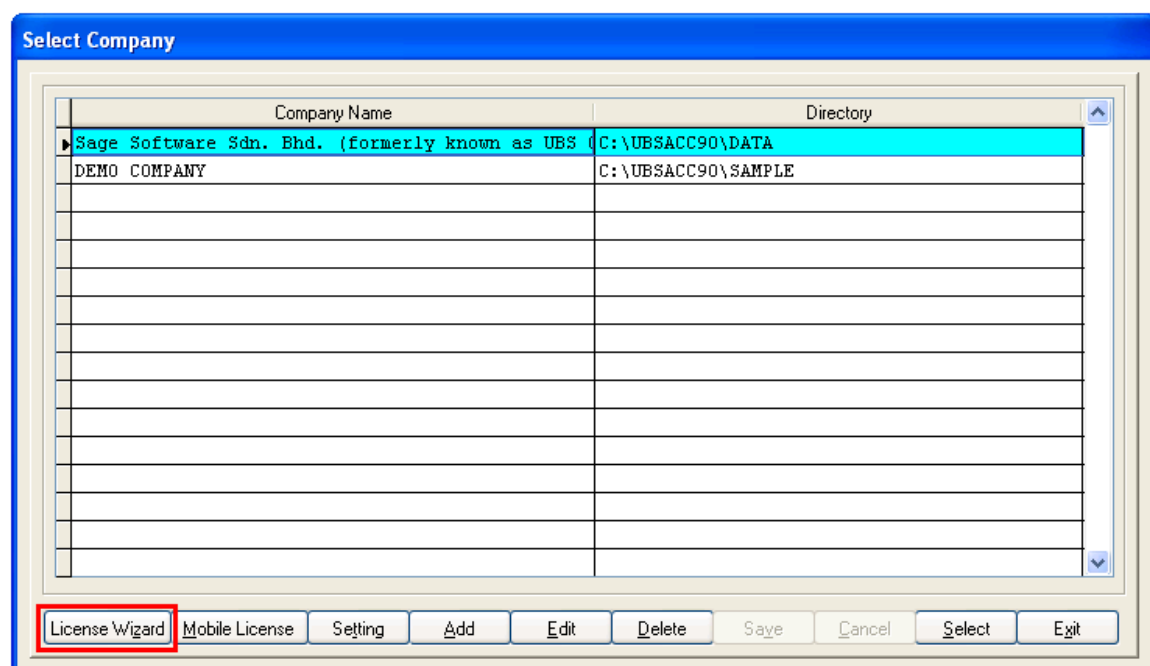 Select Company
Company Name Directory
Sage Software Sdn. Bhd. (formerly known as UBS ( C:\UBSACC90\DATA
DEMO COMPANY C:\UBSACC90\SAMPLE
License Wizard Mobile License Setting Add Edit Delete Save Cancel Select Exit